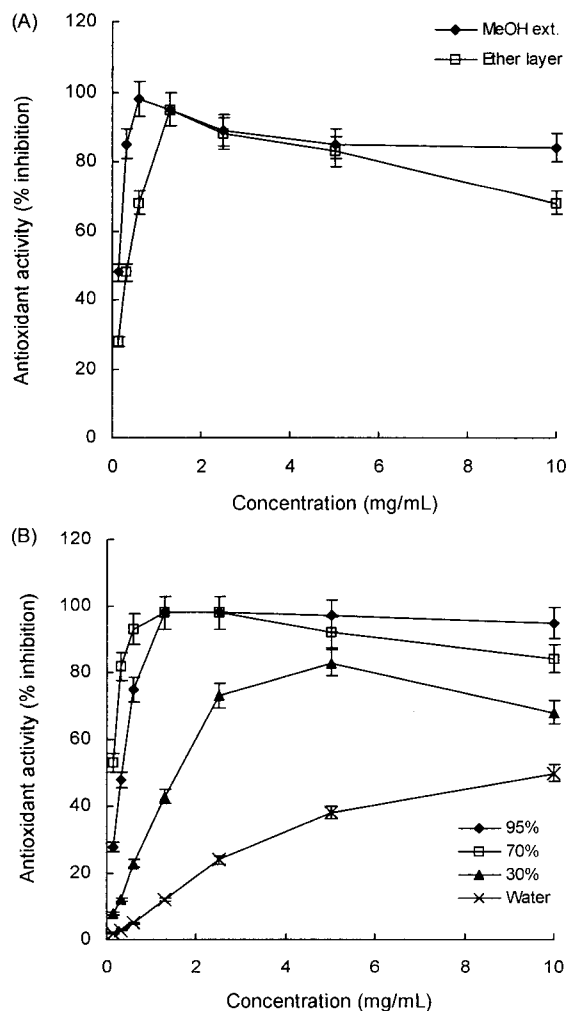 (A)
120
100
80
60
40
20
0
Antioxidant activity (% inhibition)
MeOH ext.
Ether layer
0 2 4 6 8 10
Concentration (mg/mL)
(B)
120
100
80
60
40
20
0
Antioxidant activity (% inhibition)
95%
70%
30%
Water
0 2 4 6 8 10
Concentration (mg/mL)